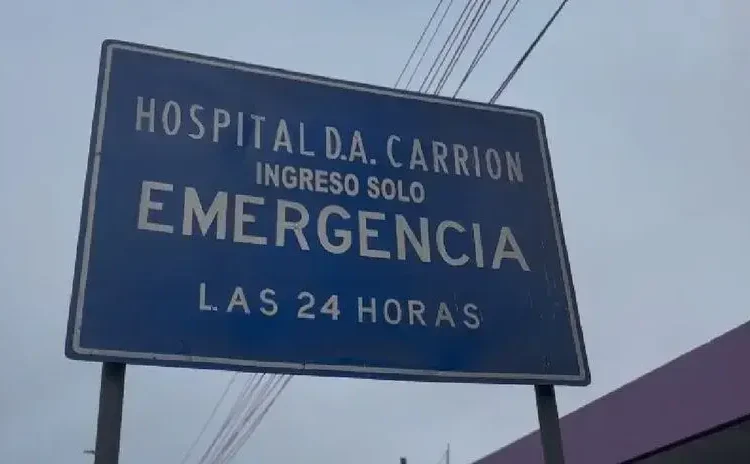 HOSPITAL D.A. CARRION
INGRESO SOLO
EMERGENCIA
LAS 24 HORAS